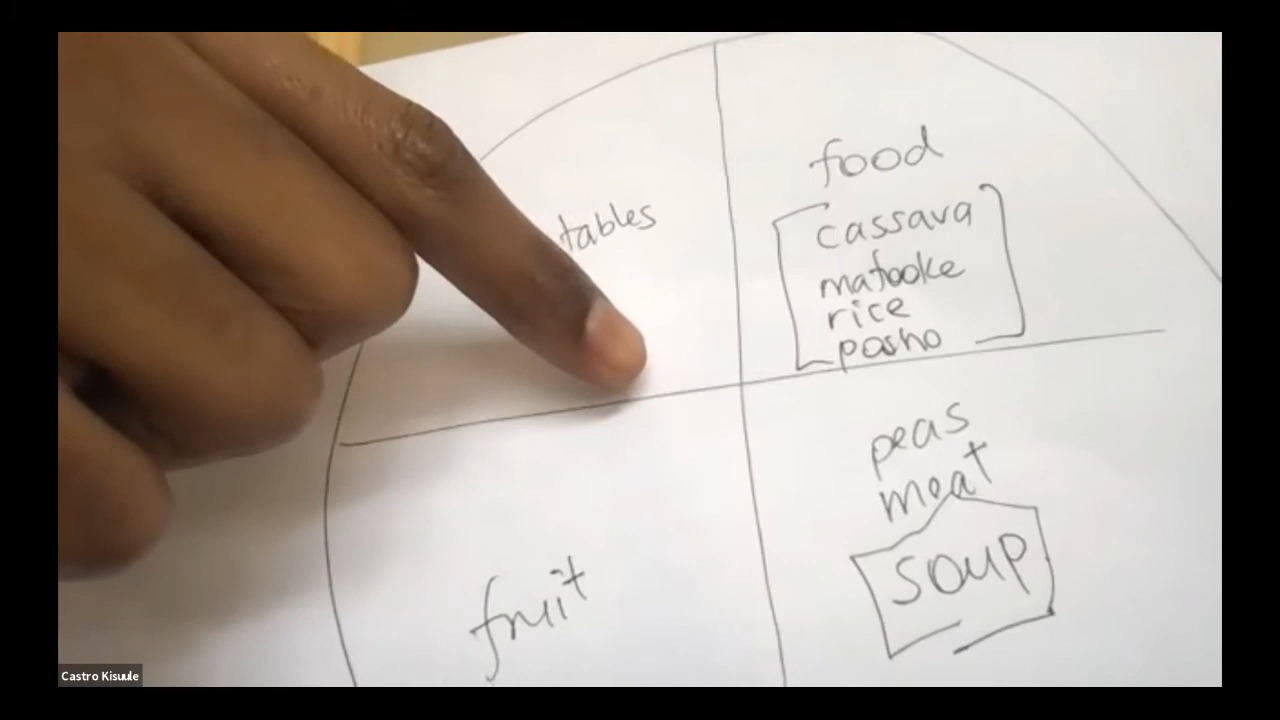 tables
food
cassava
matooke
rice
posho
peas
meat
soup
fruit
Castro Kisuule